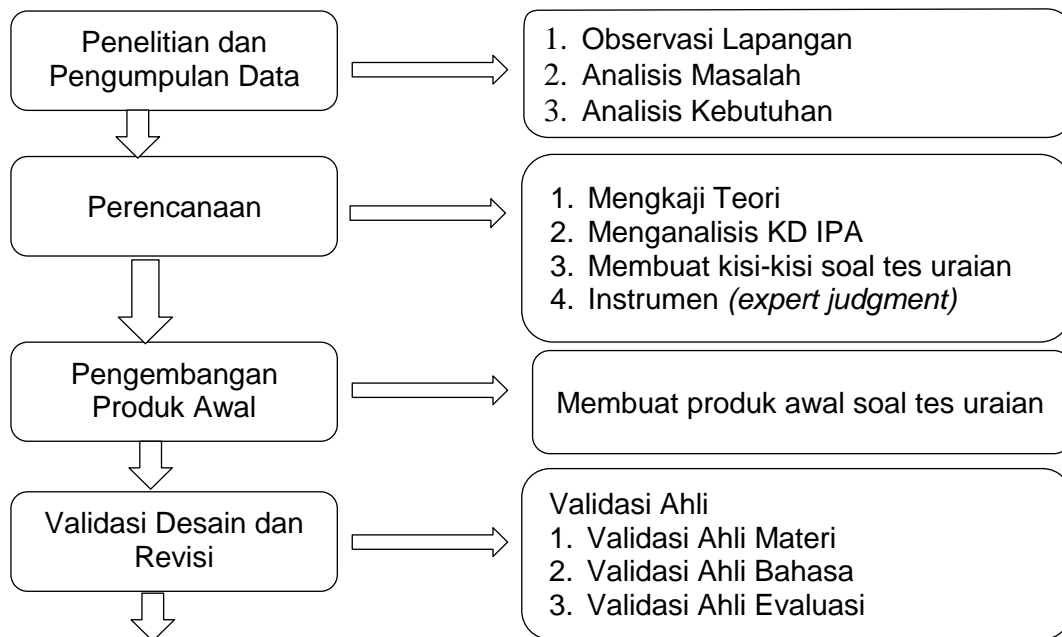 Penelitian dan
Pengumpulan Data
1. Observasi Lapangan
2. Analisis Masalah
3. Analisis Kebutuhan
Perencanaan
1. Mengkaji Teori
2. Menganalisis KD IPA
3. Membuat kisi-kisi soal tes uraian
4. Instrumen (expert judgment)
Pengembangan
Produk Awal
Membuat produk awal soal tes uraian
Validasi Desain dan
Revisi
Validasi Ahli
1. Validasi Ahli Materi
2. Validasi Ahli Bahasa
3. Validasi Ahli Evaluasi